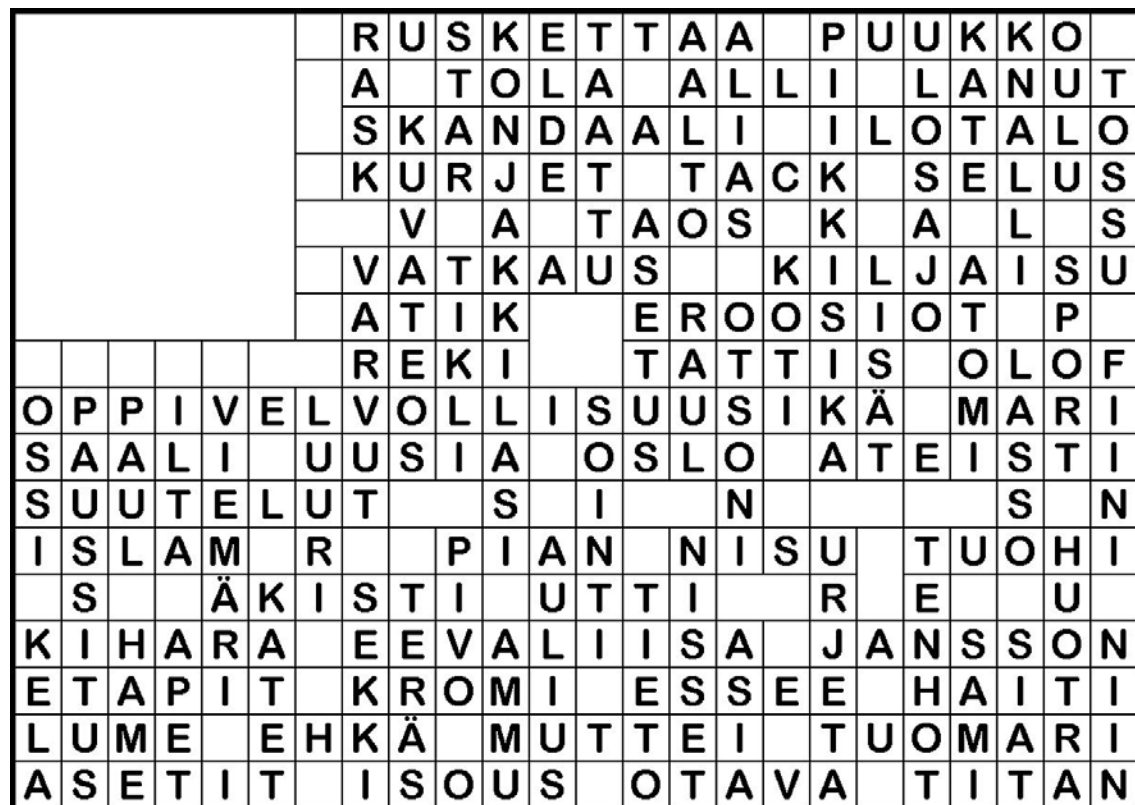 RUSKETTAA PUUKKO
A TOLA ALLI LANUT
SKANDAALI ILOTALO
KURJET TACK SELUS
V A TAOS K A L S
VATKAUS KILJAISU
ATIK EROOSIOT P
REKI TATTIS OLOF
OPPIVELVOLLISUUSIKÄ MARI
SAALI UUSIA OSLO ATEISTI
SUUTELUT S I N S N
ISLAM R PIAN NISU TUOHI
S ÄKISTI UTTI R E U
KIHARA EEVALIISA JANSSON
ETAPIT KROMI ESSEE HAITI
LUME EHKÄ MUTTEI TUOMARI
ASETIT ISOUS OTAVA TITAN